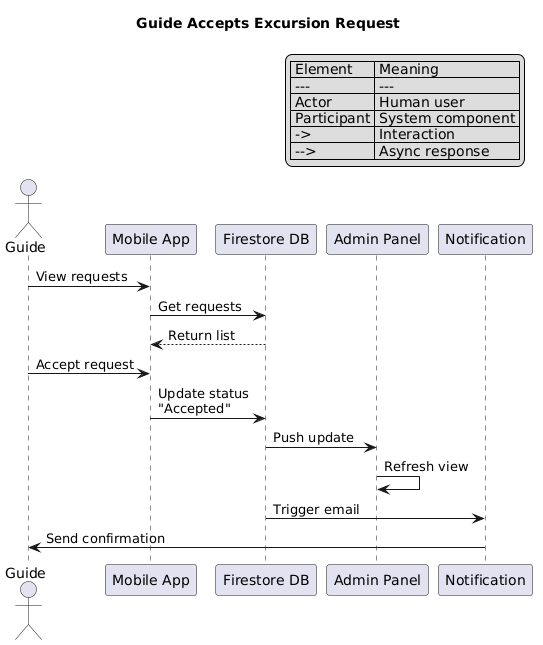 Guide Accepts Excursion Request
Element Meaning
--- ---
Actor Human user
Participant System component
-> Interaction
--> Async response
Guide Mobile App Firestore DB Admin Panel Notification
View requests
Get requests
Return list
Accept request
Update status
"Accepted"
Push update
Refresh view
Trigger email
Send confirmation
Guide Mobile App Firestore DB Admin Panel Notification